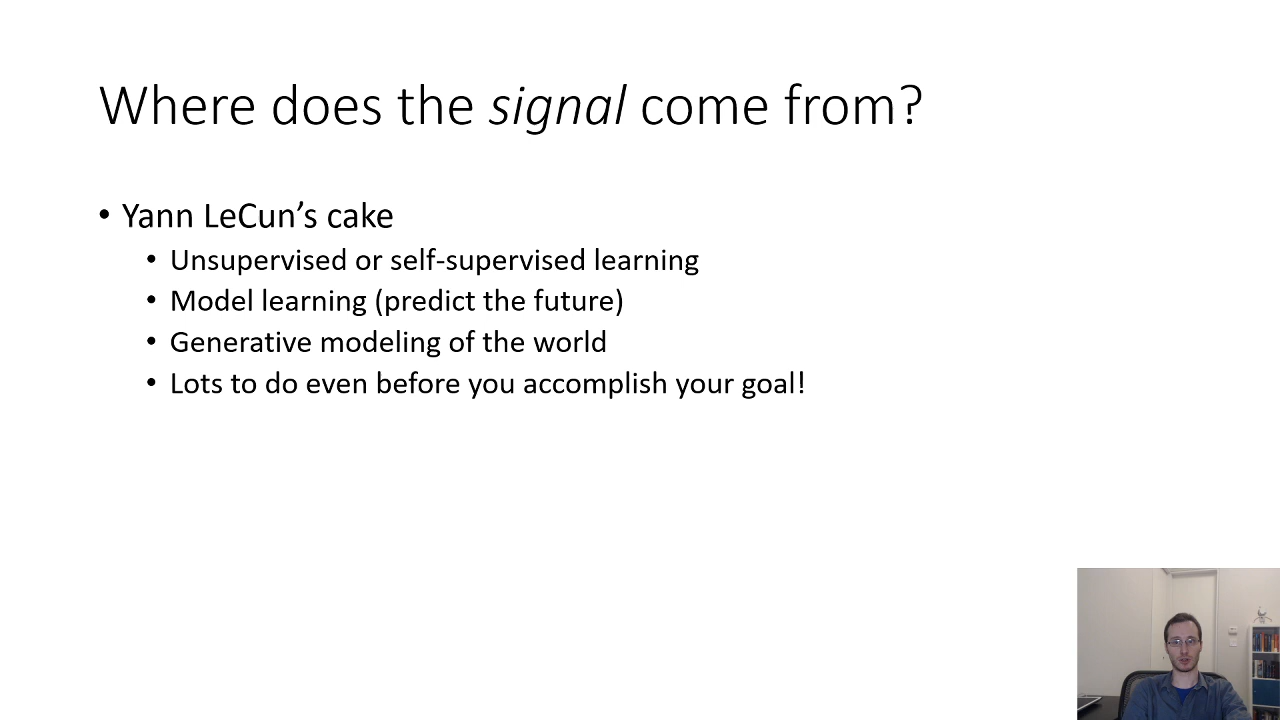 Where does the signal come from?
• Yann LeCun’s cake
• Unsupervised or self-supervised learning
• Model learning (predict the future)
• Generative modeling of the world
• Lots to do even before you accomplish your goal!